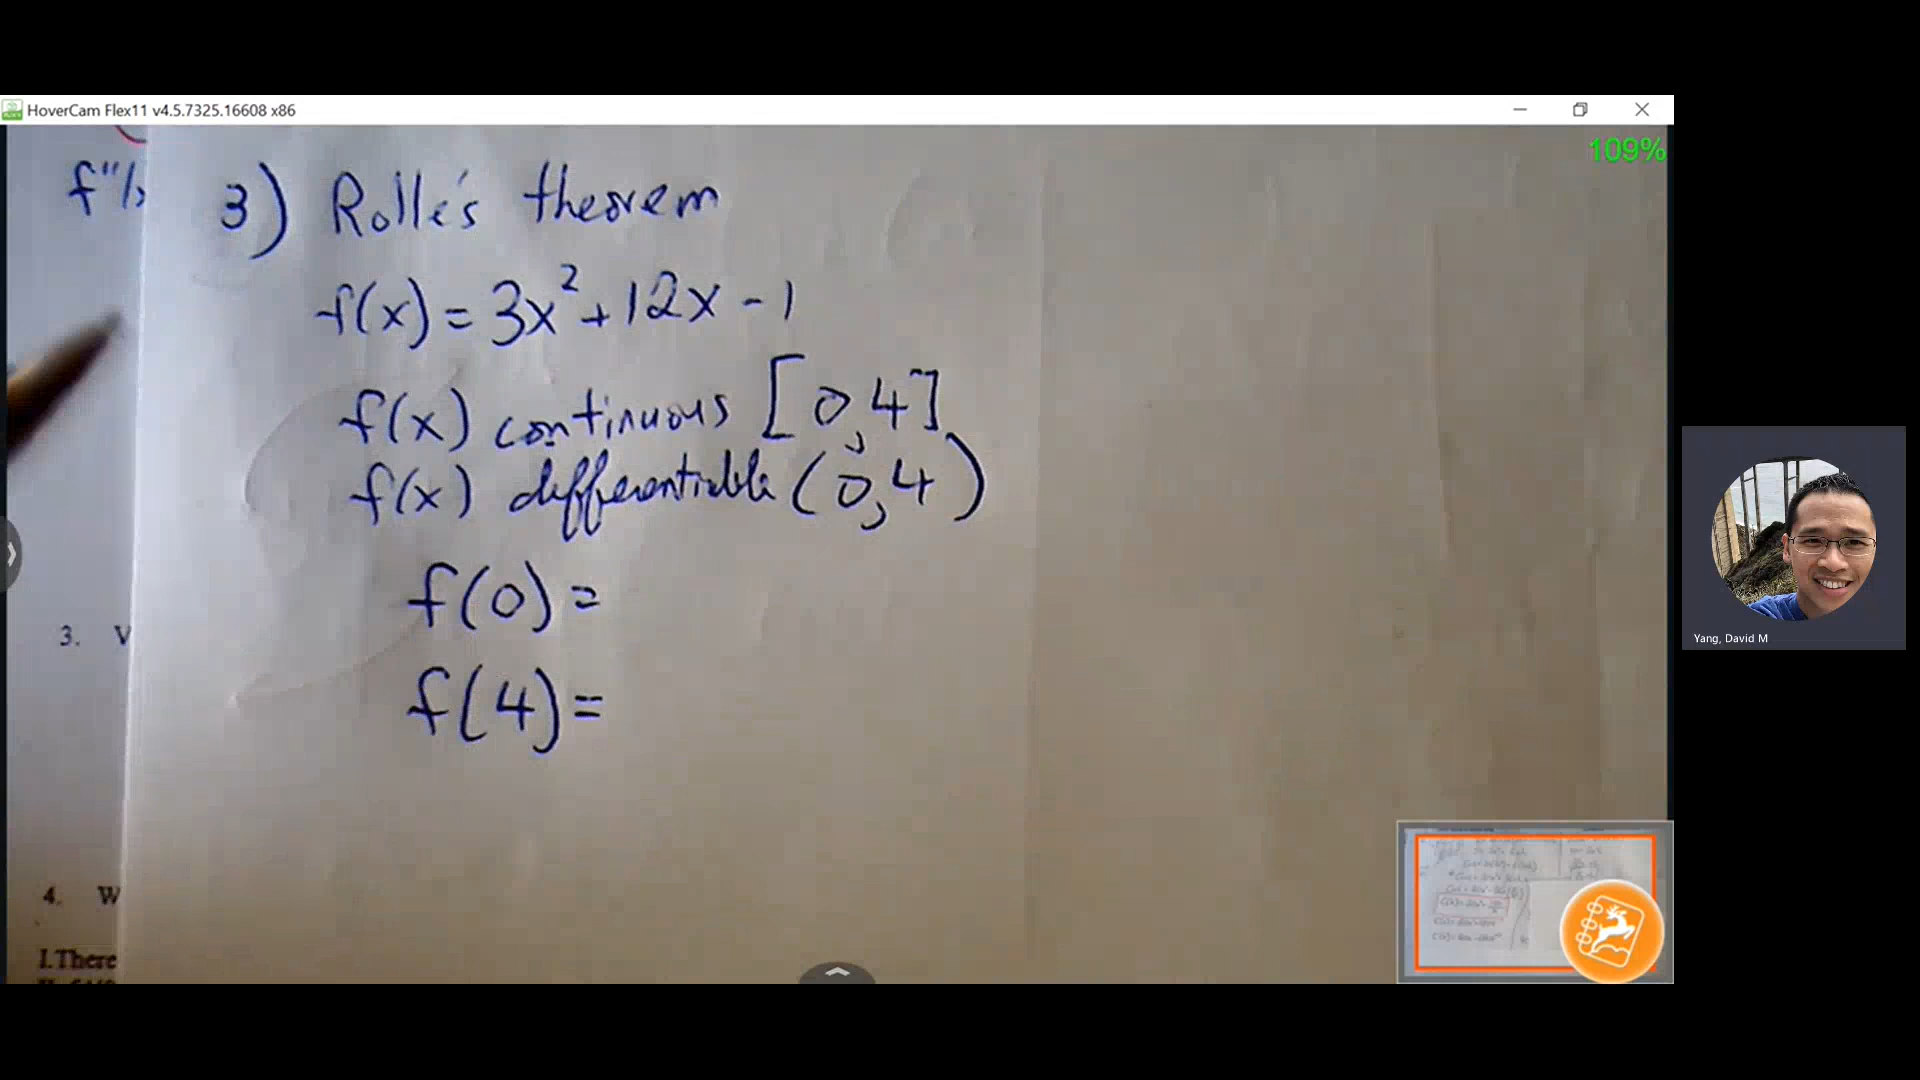 HoverCam Flex11 v4.5.7325.16608 x86
109%
3) Rolle's theorem
f(x) = 3x² + 12x - 1
f(x) continuous [0,4]
f(x) differentiable (0,4)
f(0) =
f(4) =
3.
4.
I. There
Yang, David M